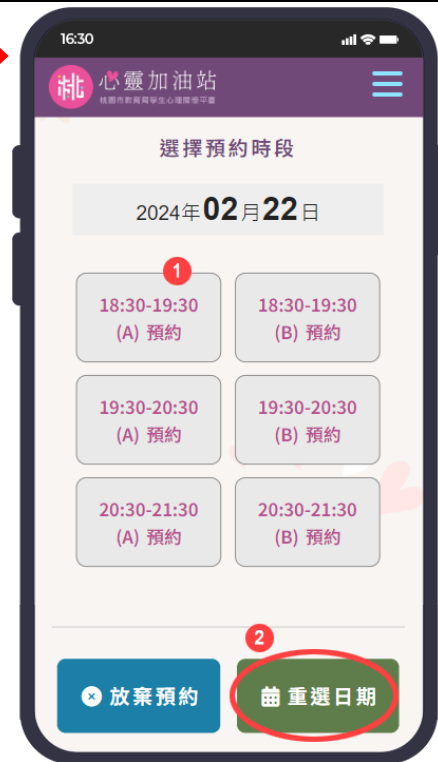 16:30
桃 心靈加油站
桃園市教育局學生心理關懷平臺
選擇預約時段
2024年02月22日
1
18:30-19:30
(A) 預約
18:30-19:30
(B) 預約
19:30-20:30
(A) 預約
19:30-20:30
(B) 預約
20:30-21:30
(A) 預約
20:30-21:30
(B) 預約
2
放棄預約
重選日期